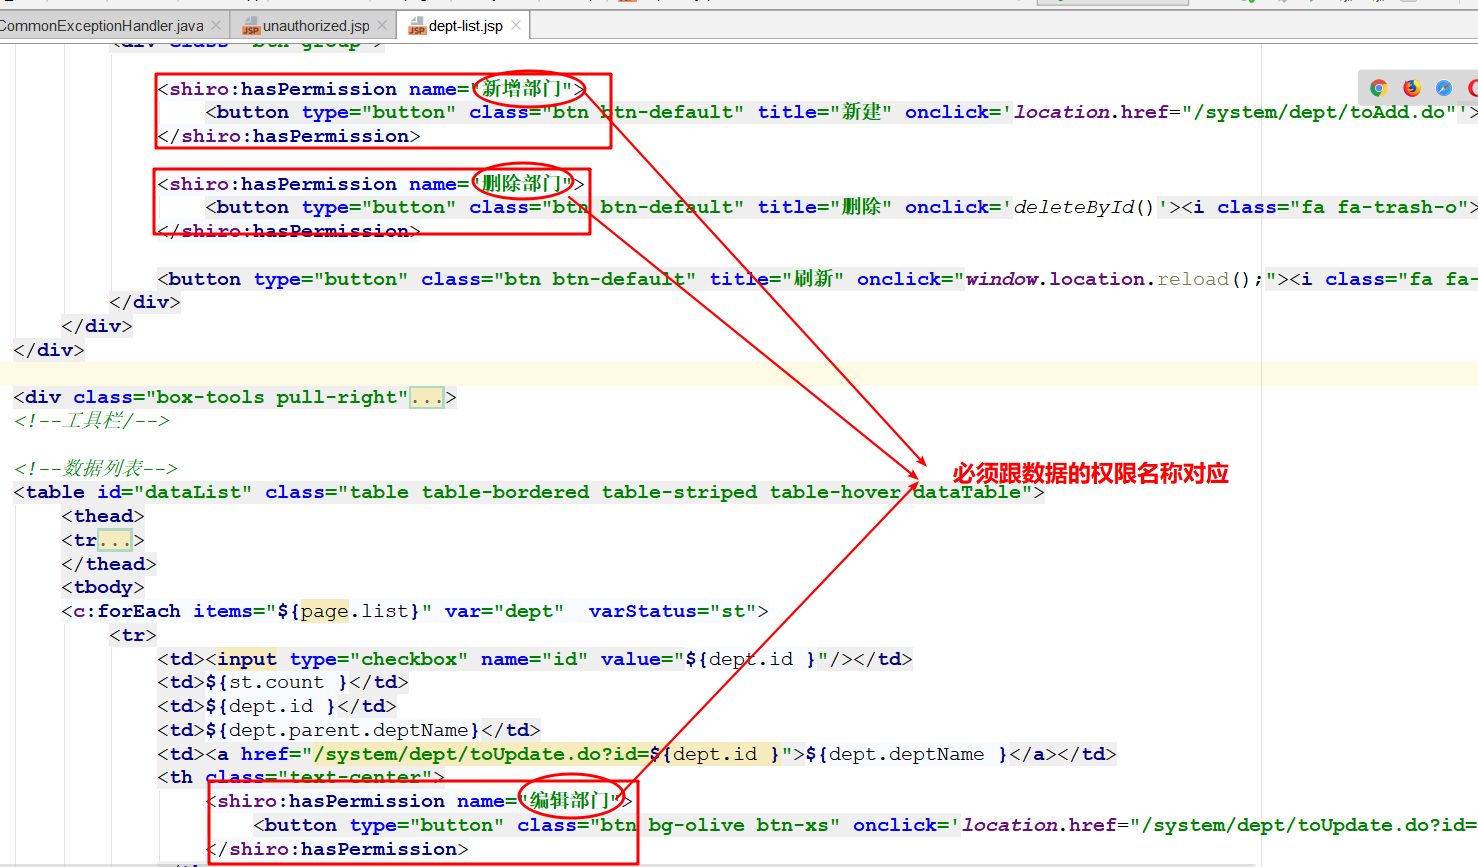 CommonExceptionHandler.java
unauthorized.jsp
dept-list.jsp
<div class="btn-group">
<shiro:hasPermission name="新增部门">
<button type="button" class="btn btn-default" title="新建" onclick='location.href="/system/dept/toAdd.do"'>
</shiro:hasPermission>
<shiro:hasPermission name="删除部门">
<button type="button" class="btn btn-default" title="删除" onclick='deleteById()'><i class="fa fa-trash-o">
</shiro:hasPermission>
<button type="button" class="btn btn-default" title="刷新" onclick="window.location.reload();"><i class="fa fa-
</div>
</div>
</div>
<div class="box-tools pull-right"...>
<!--工具栏/-->
<!--数据列表-->
必须跟数据的权限名称对应
<table id="dataList" class="table table-bordered table-striped table-hover dataTable">
<thead>
<tr...>
</thead>
<tbody>
<c:forEach items="${page.list}" var="dept"  varStatus="st">
<tr>
<td><input type="checkbox" name="id" value="${dept.id }"/></td>
<td>${st.count }</td>
<td>${dept.id }</td>
<td>${dept.parent.deptName}</td>
<td><a href="/system/dept/toUpdate.do?id=${dept.id }">${dept.deptName }</a></td>
<th class="text-center">
<shiro:hasPermission name="编辑部门">
<button type="button" class="btn bg-olive btn-xs" onclick='location.href="/system/dept/toUpdate.do?id=
</shiro:hasPermission>